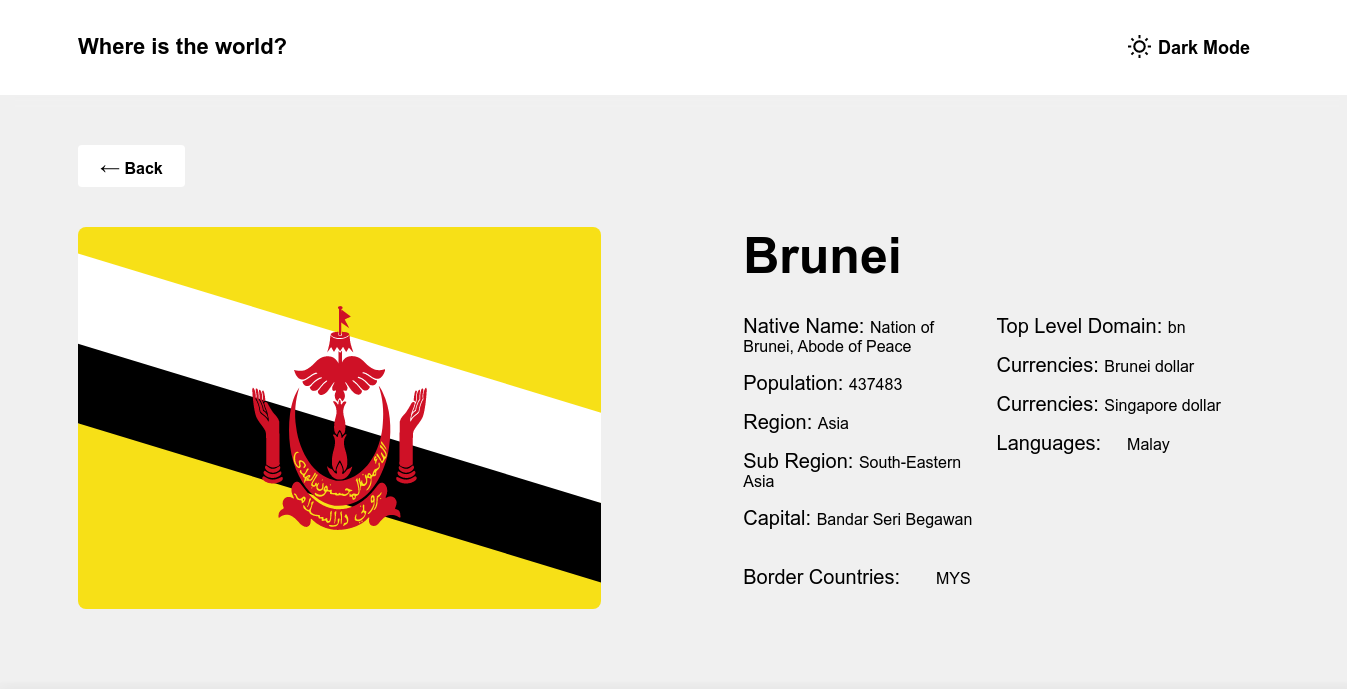 Where is the world?
Dark Mode
← Back
Brunei
Native Name: Nation of
Brunei, Abode of Peace
Population: 437483
Region: Asia
Sub Region: South-Eastern
Asia
Capital: Bandar Seri Begawan
Top Level Domain: bn
Currencies: Brunei dollar
Currencies: Singapore dollar
Languages: Malay
Border Countries: MYS